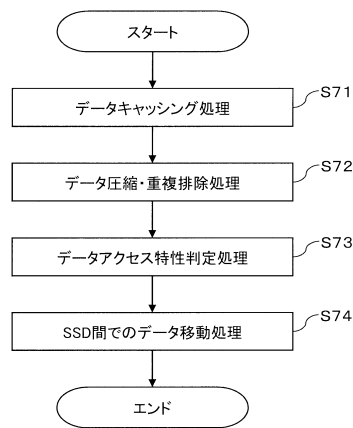 スタート
S71
データキャッシング処理
S72
データ圧縮・重複排除処理
S73
データアクセス特性判定処理
S74
SSD間でのデータ移動処理
エンド